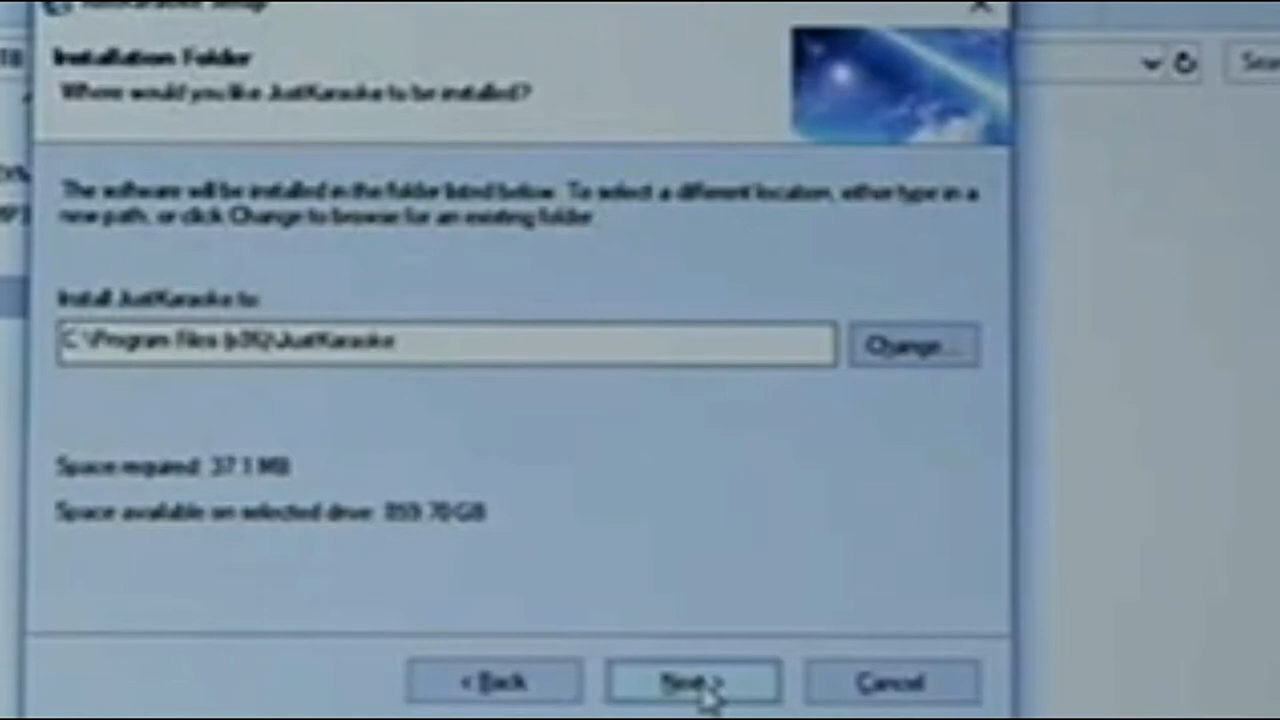 JustKaraoke Setup
Installation Folder
Where would you like JustKaraoke to be installed?
The software will be installed in the folder listed below. To select a different location, either type in a
new path, or click Change to browse for an existing folder.
Install JustKaraoke to:
C:\Program Files (x86)\JustKaraoke
Change...
Space required: 37.1 MB
Space available on selected drive: 859.70 GB
< Back
Next >
Cancel